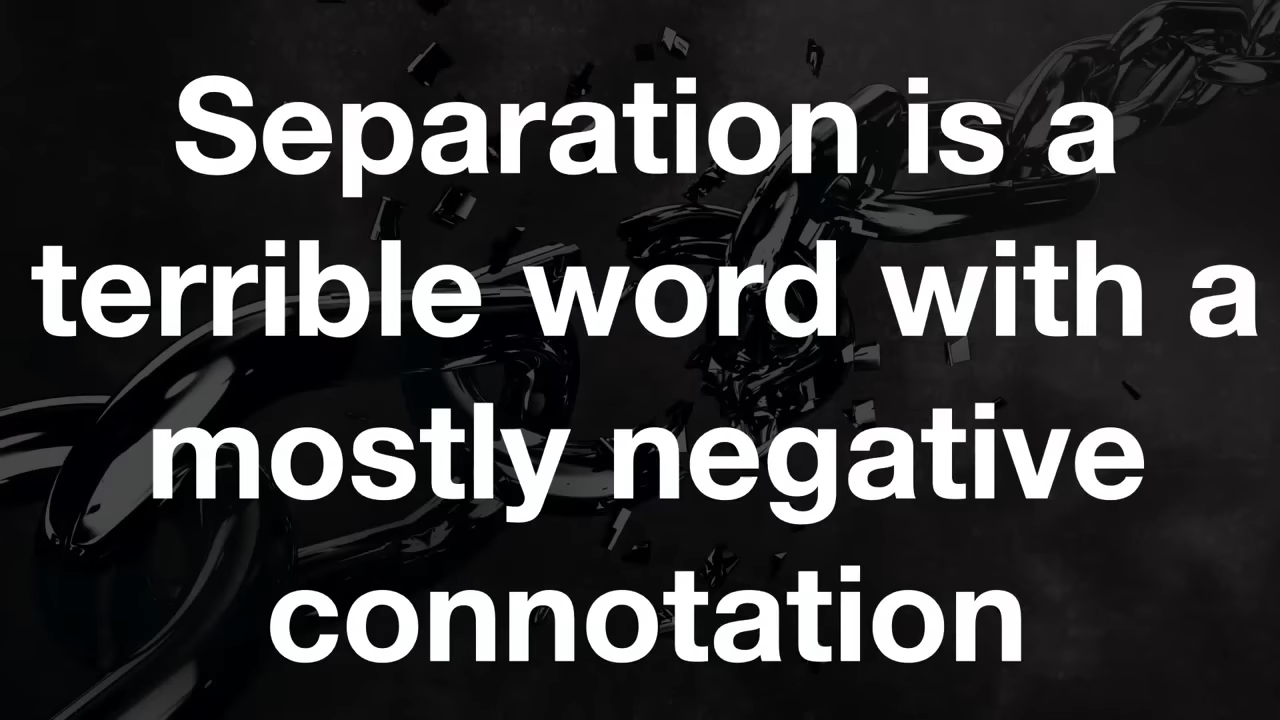 Separation is a
terrible word with a
mostly negative
connotation